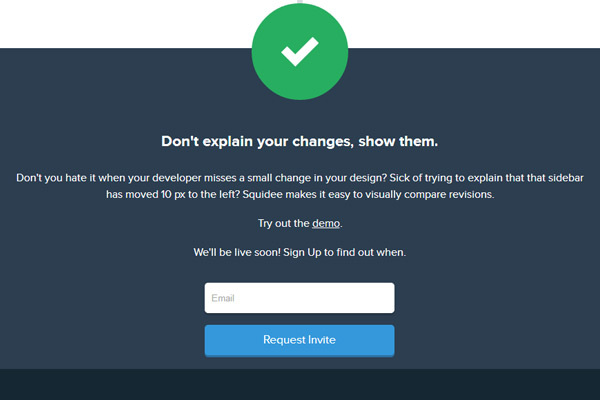 Don't explain your changes, show them.
Don't you hate it when your developer misses a small change in your design? Sick of trying to explain that that sidebar
has moved 10 px to the left? Squidee makes it easy to visually compare revisions.
Try out the demo.
We'll be live soon! Sign Up to find out when.
Email
Request Invite